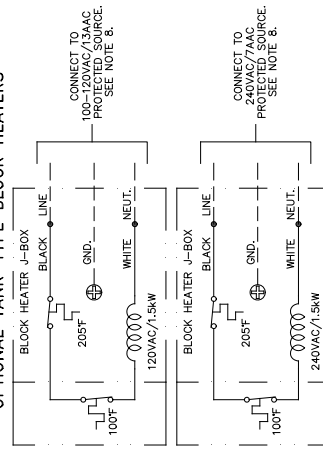 OPTIONAL TANK TYPE BLOCK HEATERS
BLOCK HEATER J-BOX
BLACK
LINE
205°F
GND.
100°F
WHITE
NEUT.
120VAC/1.5kW
CONNECT TO
100-120VAC/13AAC
PROTECTED SOURCE.
SEE NOTE 8.
BLOCK HEATER J-BOX
BLACK
LINE
205°F
GND.
100°F
WHITE
NEUT.
240VAC/1.5kW
CONNECT TO
240VAC/7AAC
PROTECTED SOURCE.
SEE NOTE 8.